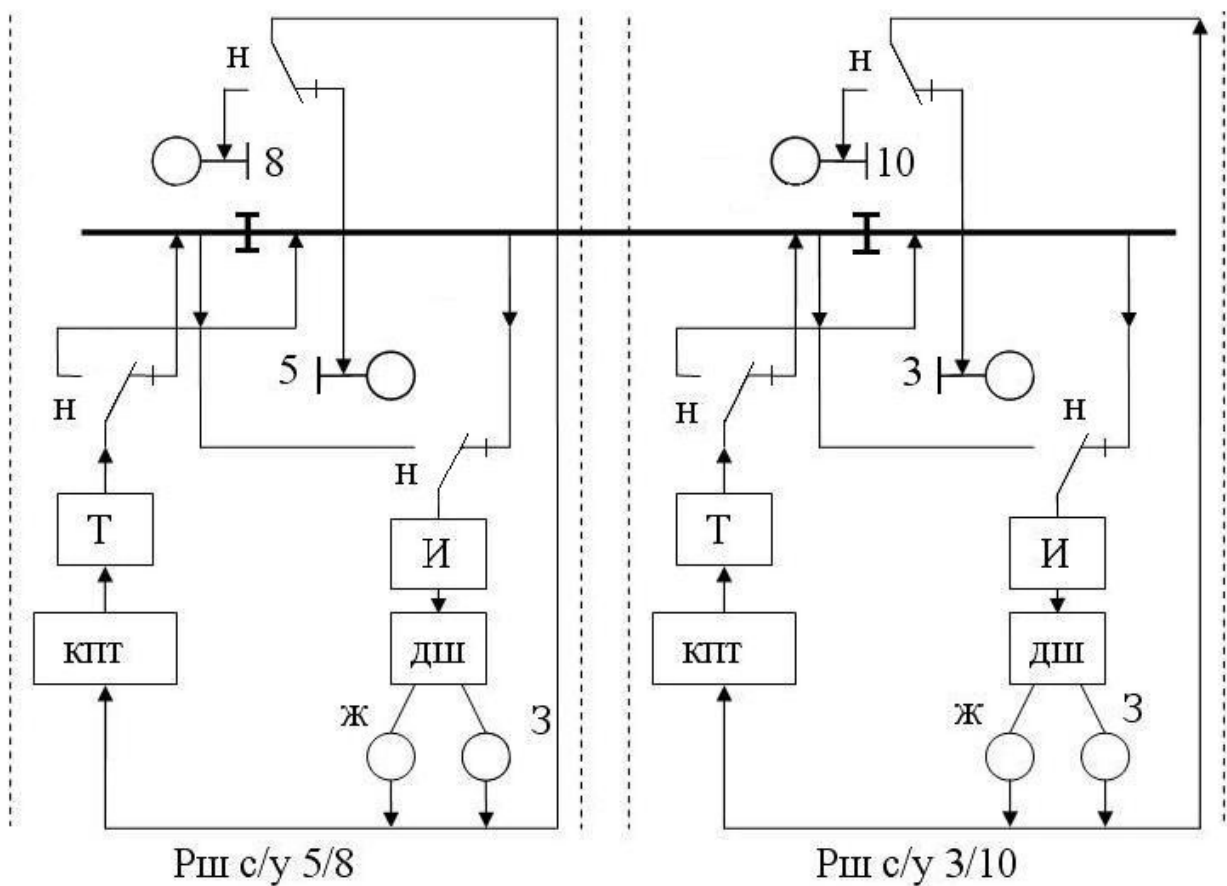 н н
8 10
5 3
н н н
н
Т И Т И
кпт дш кпт дш
ж З ж З
Рш с/у 5/8 Рш с/у 3/10